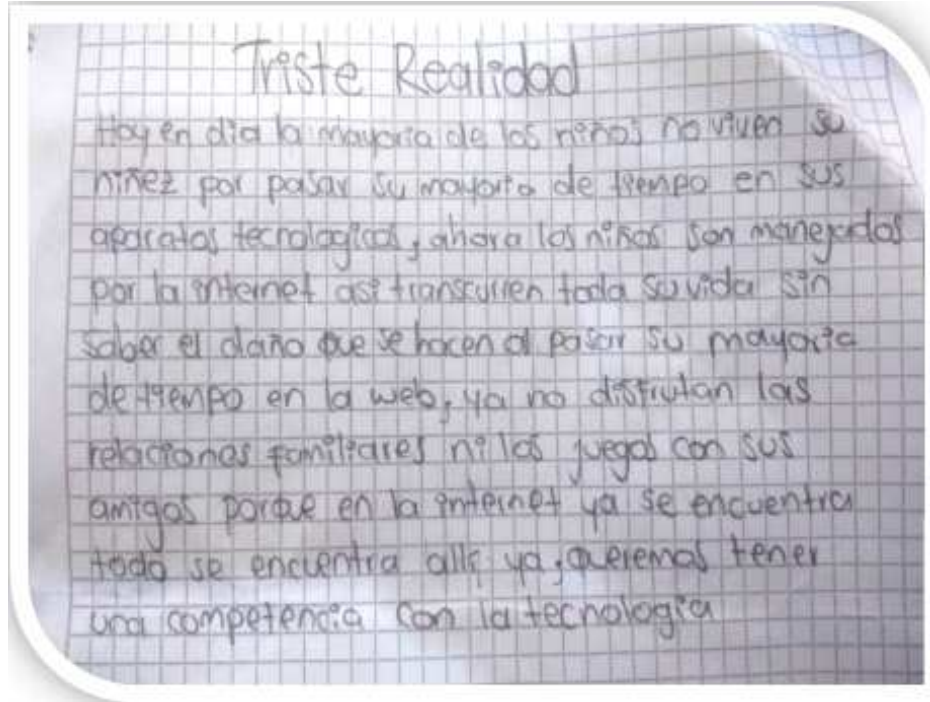 Triste Realidad
Hoy en dia la mayoria de los niños no viven su
niñez por pasar su mayoria de tiempo en sus
aparatos tecnologicos, ahora los niños son manejados
por la internet asi transcurren toda su vida sin
saber el daño que se hacen al pasar su mayoria
de tiempo en la web, ya no disfrutan las
relaciones familiares ni los juegos con sus
amigos porque en la internet ya se encuentra
todo se encuentra alli ya, queremos tener
una competencia con la tecnologia